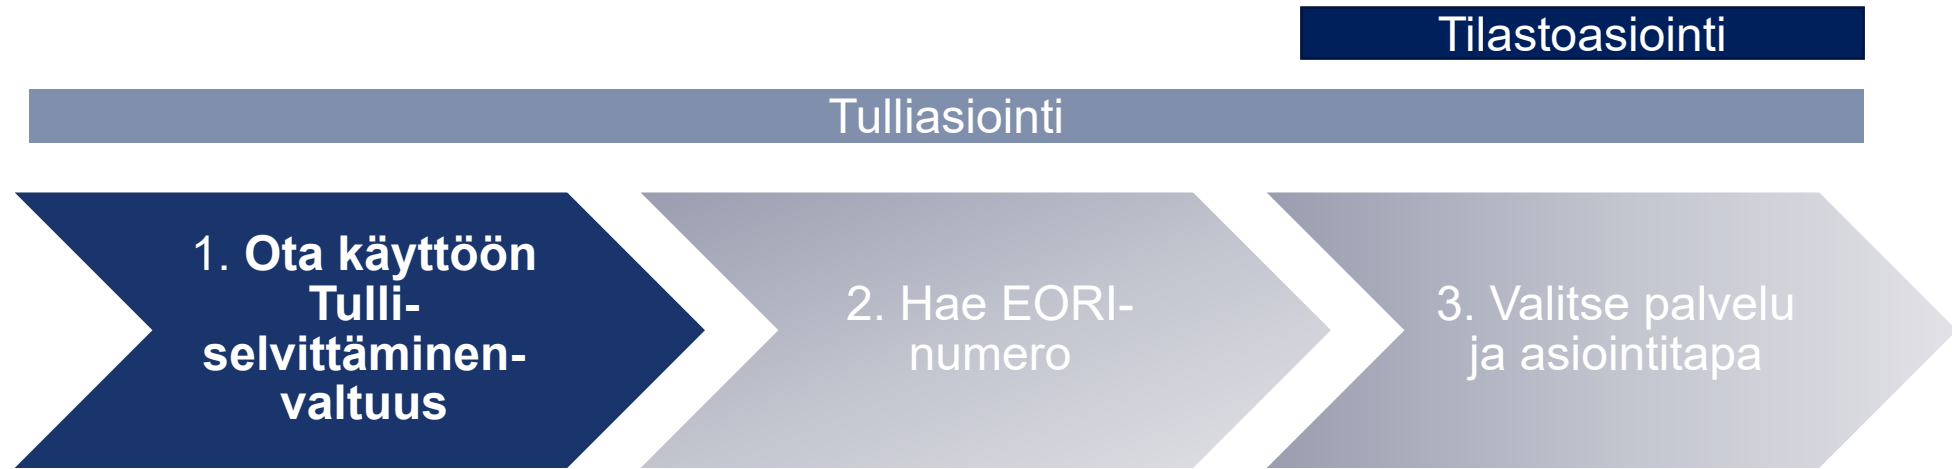 Tilastoasiointi
Tulliasiointi
1. Ota käyttöön
Tulli-
selvittäminen-
valtuus
2. Hae EORI-
numero
3. Valitse palvelu
ja asiointitapa